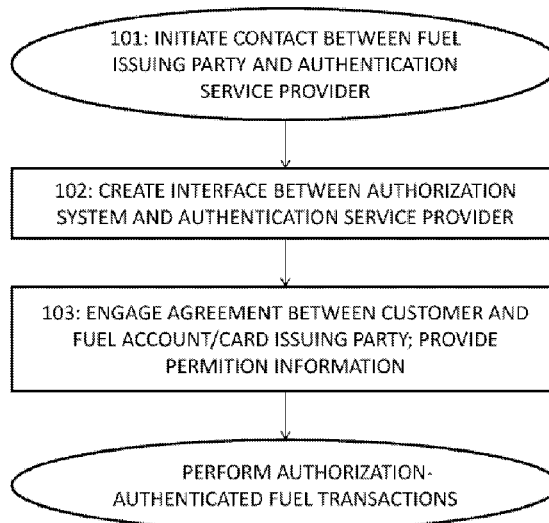 101: INITIATE CONTACT BETWEEN FUEL
ISSUING PARTY AND AUTHENTICATION
SERVICE PROVIDER
102: CREATE INTERFACE BETWEEN AUTHORIZATION
SYSTEM AND AUTHENTICATION SERVICE PROVIDER
103: ENGAGE AGREEMENT BETWEEN CUSTOMER AND
FUEL ACCOUNT/CARD ISSUING PARTY; PROVIDE
PERMITION INFORMATION
PERFORM AUTHORIZATION-
AUTHENTICATED FUEL TRANSACTIONS